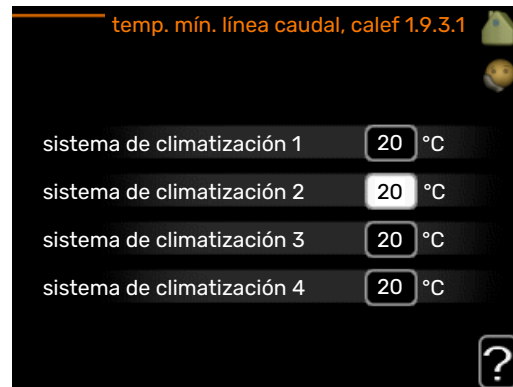 temp. mín. línea caudal, calef 1.9.3.1
sistema de climatización 1 20 °C
sistema de climatización 2 20 °C
sistema de climatización 3 20 °C
sistema de climatización 4 20 °C
?